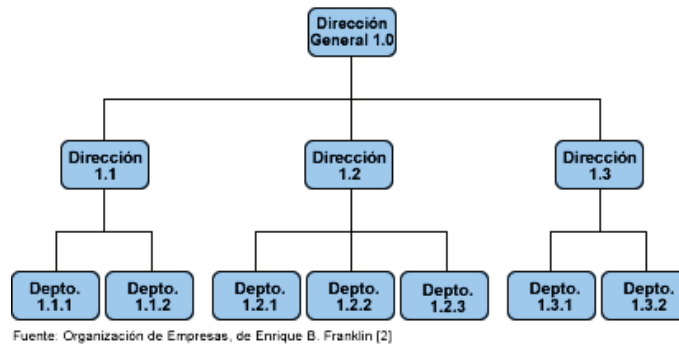 Dirección
General 1.0
Dirección
1.1
Dirección
1.2
Dirección
1.3
Depto.
1.1.1
Depto.
1.1.2
Depto.
1.2.1
Depto.
1.2.2
Depto.
1.2.3
Depto.
1.3.1
Depto.
1.3.2
Fuente: Organización de Empresas, de Enrique B. Franklin [2]